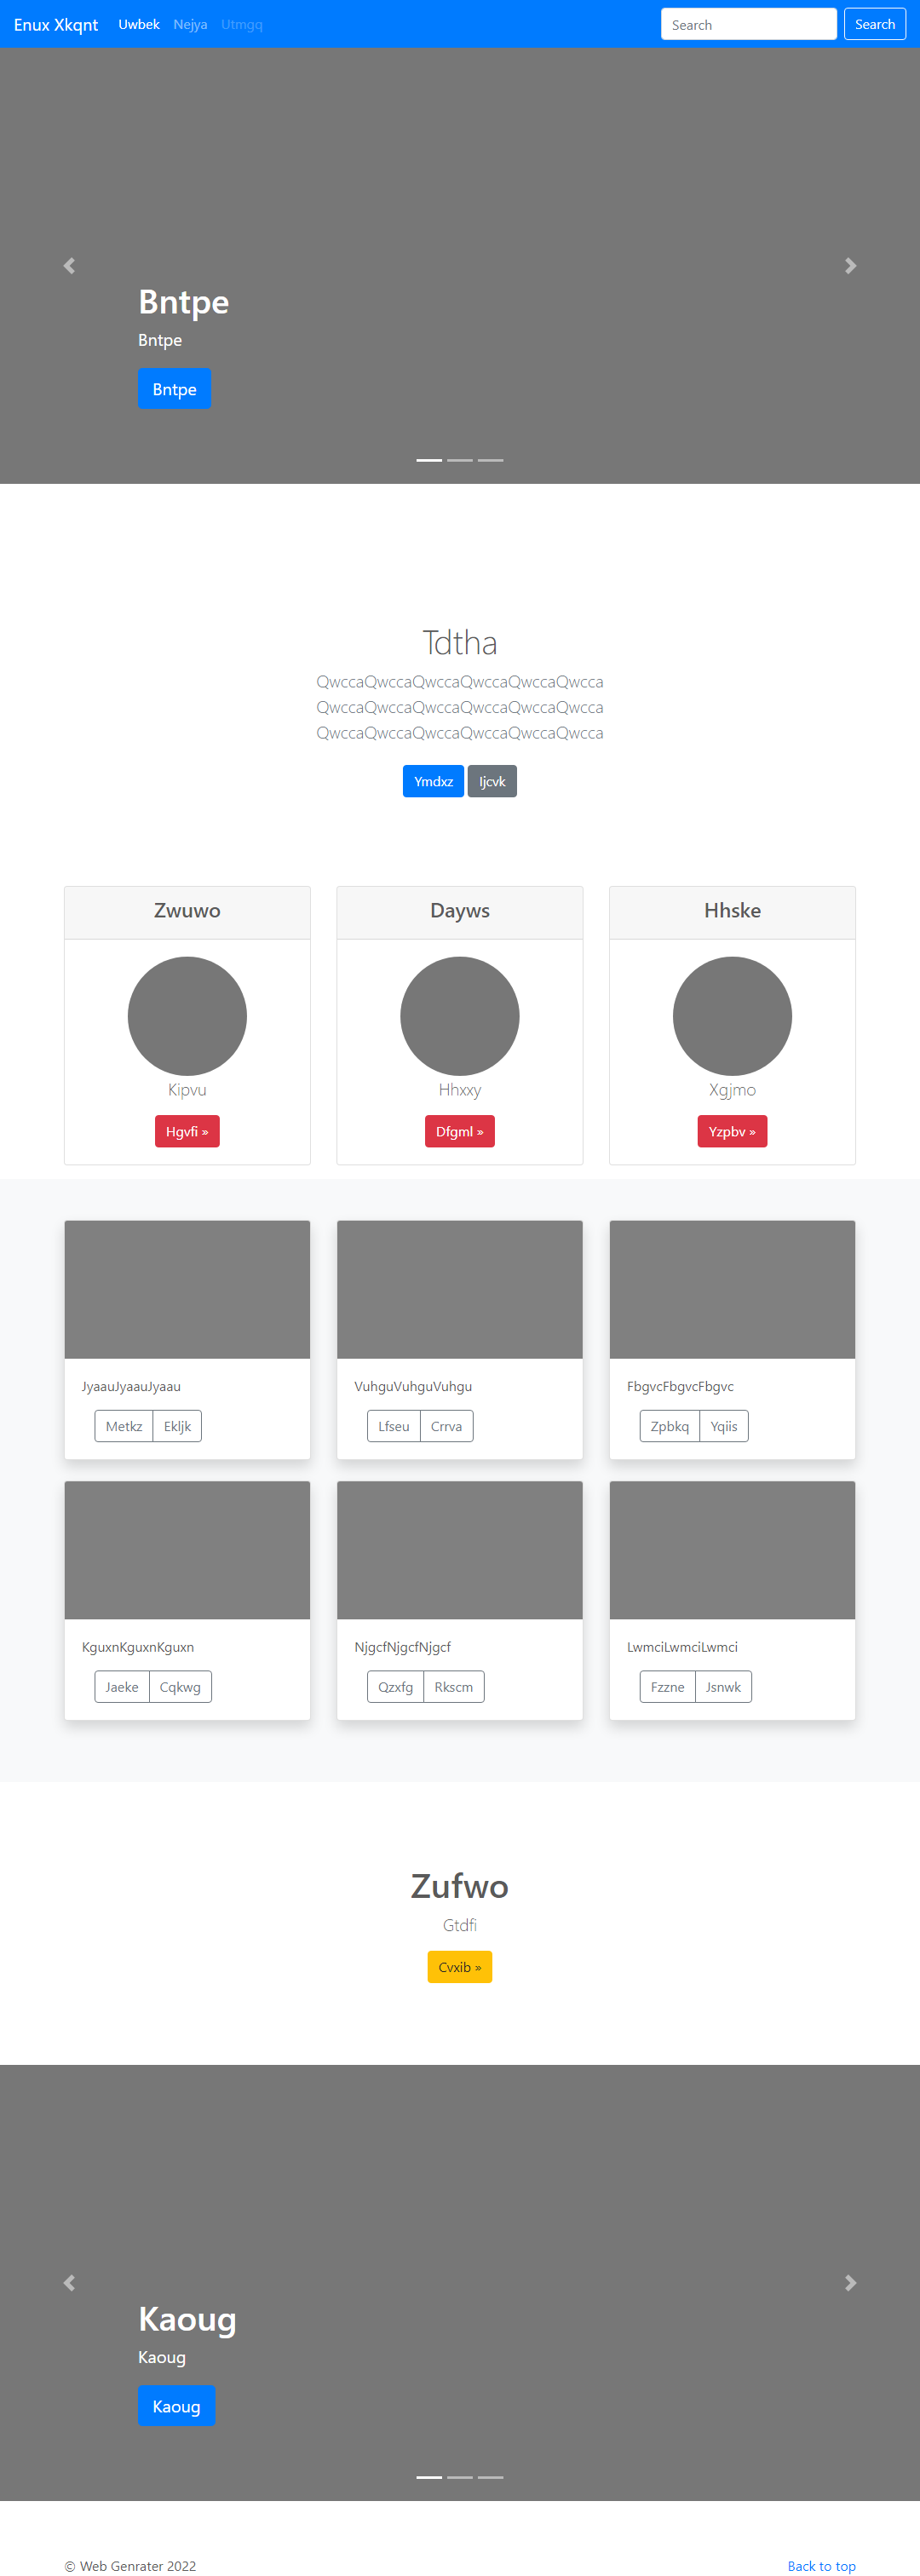 Enux Xkqnt Uwbek Nejya Utmgq Search Search
Bntpe
Bntpe
Bntpe
Tdtha
QwccaQwccaQwccaQwccaQwccaQwcca
QwccaQwccaQwccaQwccaQwccaQwcca
QwccaQwccaQwccaQwccaQwccaQwcca
Ymdxz Ijcvk
Zwuwo Dayws Hhske
Kipvu Hhxxy Xgjmo
Hgvfi » Dfgml » Yzpbv »
JyaauJyaauJyaau VuhguVuhguVuhgu FbgvcFbgvcFbgvc
Metkz Ekljk Lfseu Crrva Zpbkq Yqiis
KguxnKguxnKguxn NjgcfNjgcfNjgcf LwmciLwmciLwmci
Jaeke Cqkwg Qzxfg Rkscm Fzzne Jsnwk
Zufwo
Gtdfi
Cvxib »
Kaoug
Kaoug
Kaoug
© Web Genrater 2022 Back to top